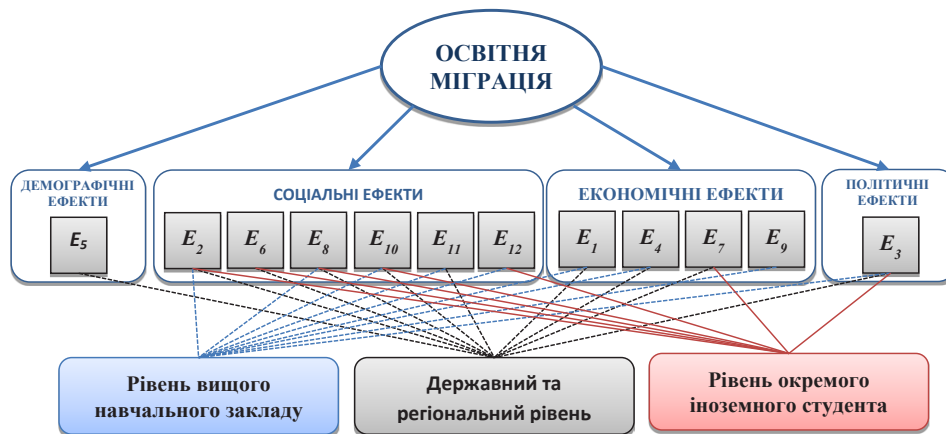 ОСВІТНЯ
МІГРАЦІЯ
ДЕМОГРАФІЧНІ
ЕФЕКТИ
E₅
СОЦІАЛЬНІ ЕФЕКТИ
E₂ E₆ E₈ E₁₀ E₁₁ E₁₂
ЕКОНОМІЧНІ ЕФЕКТИ
E₁ E₄ E₇ E₉
ПОЛІТИЧНІ
ЕФЕКТИ
E₃
Рівень вищого
навчального закладу
Державний та
регіональний рівень
Рівень окремого
іноземного студента